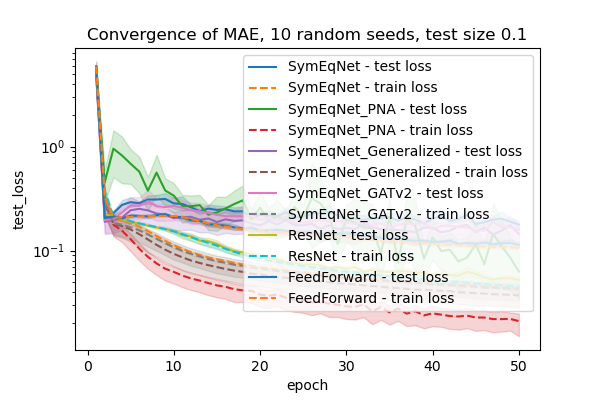 Convergence of MAE, 10 random seeds, test size 0.1
SymEqNet - test loss
SymEqNet - train loss
SymEqNet_PNA - test loss
SymEqNet_PNA - train loss
SymEqNet_Generalized - test loss
SymEqNet_Generalized - train loss
SymEqNet_GATv2 - test loss
SymEqNet_GATv2 - train loss
ResNet - test loss
ResNet - train loss
FeedForward - test loss
FeedForward - train loss
test_loss
10⁰
10⁻¹
0 10 20 30 40 50
epoch